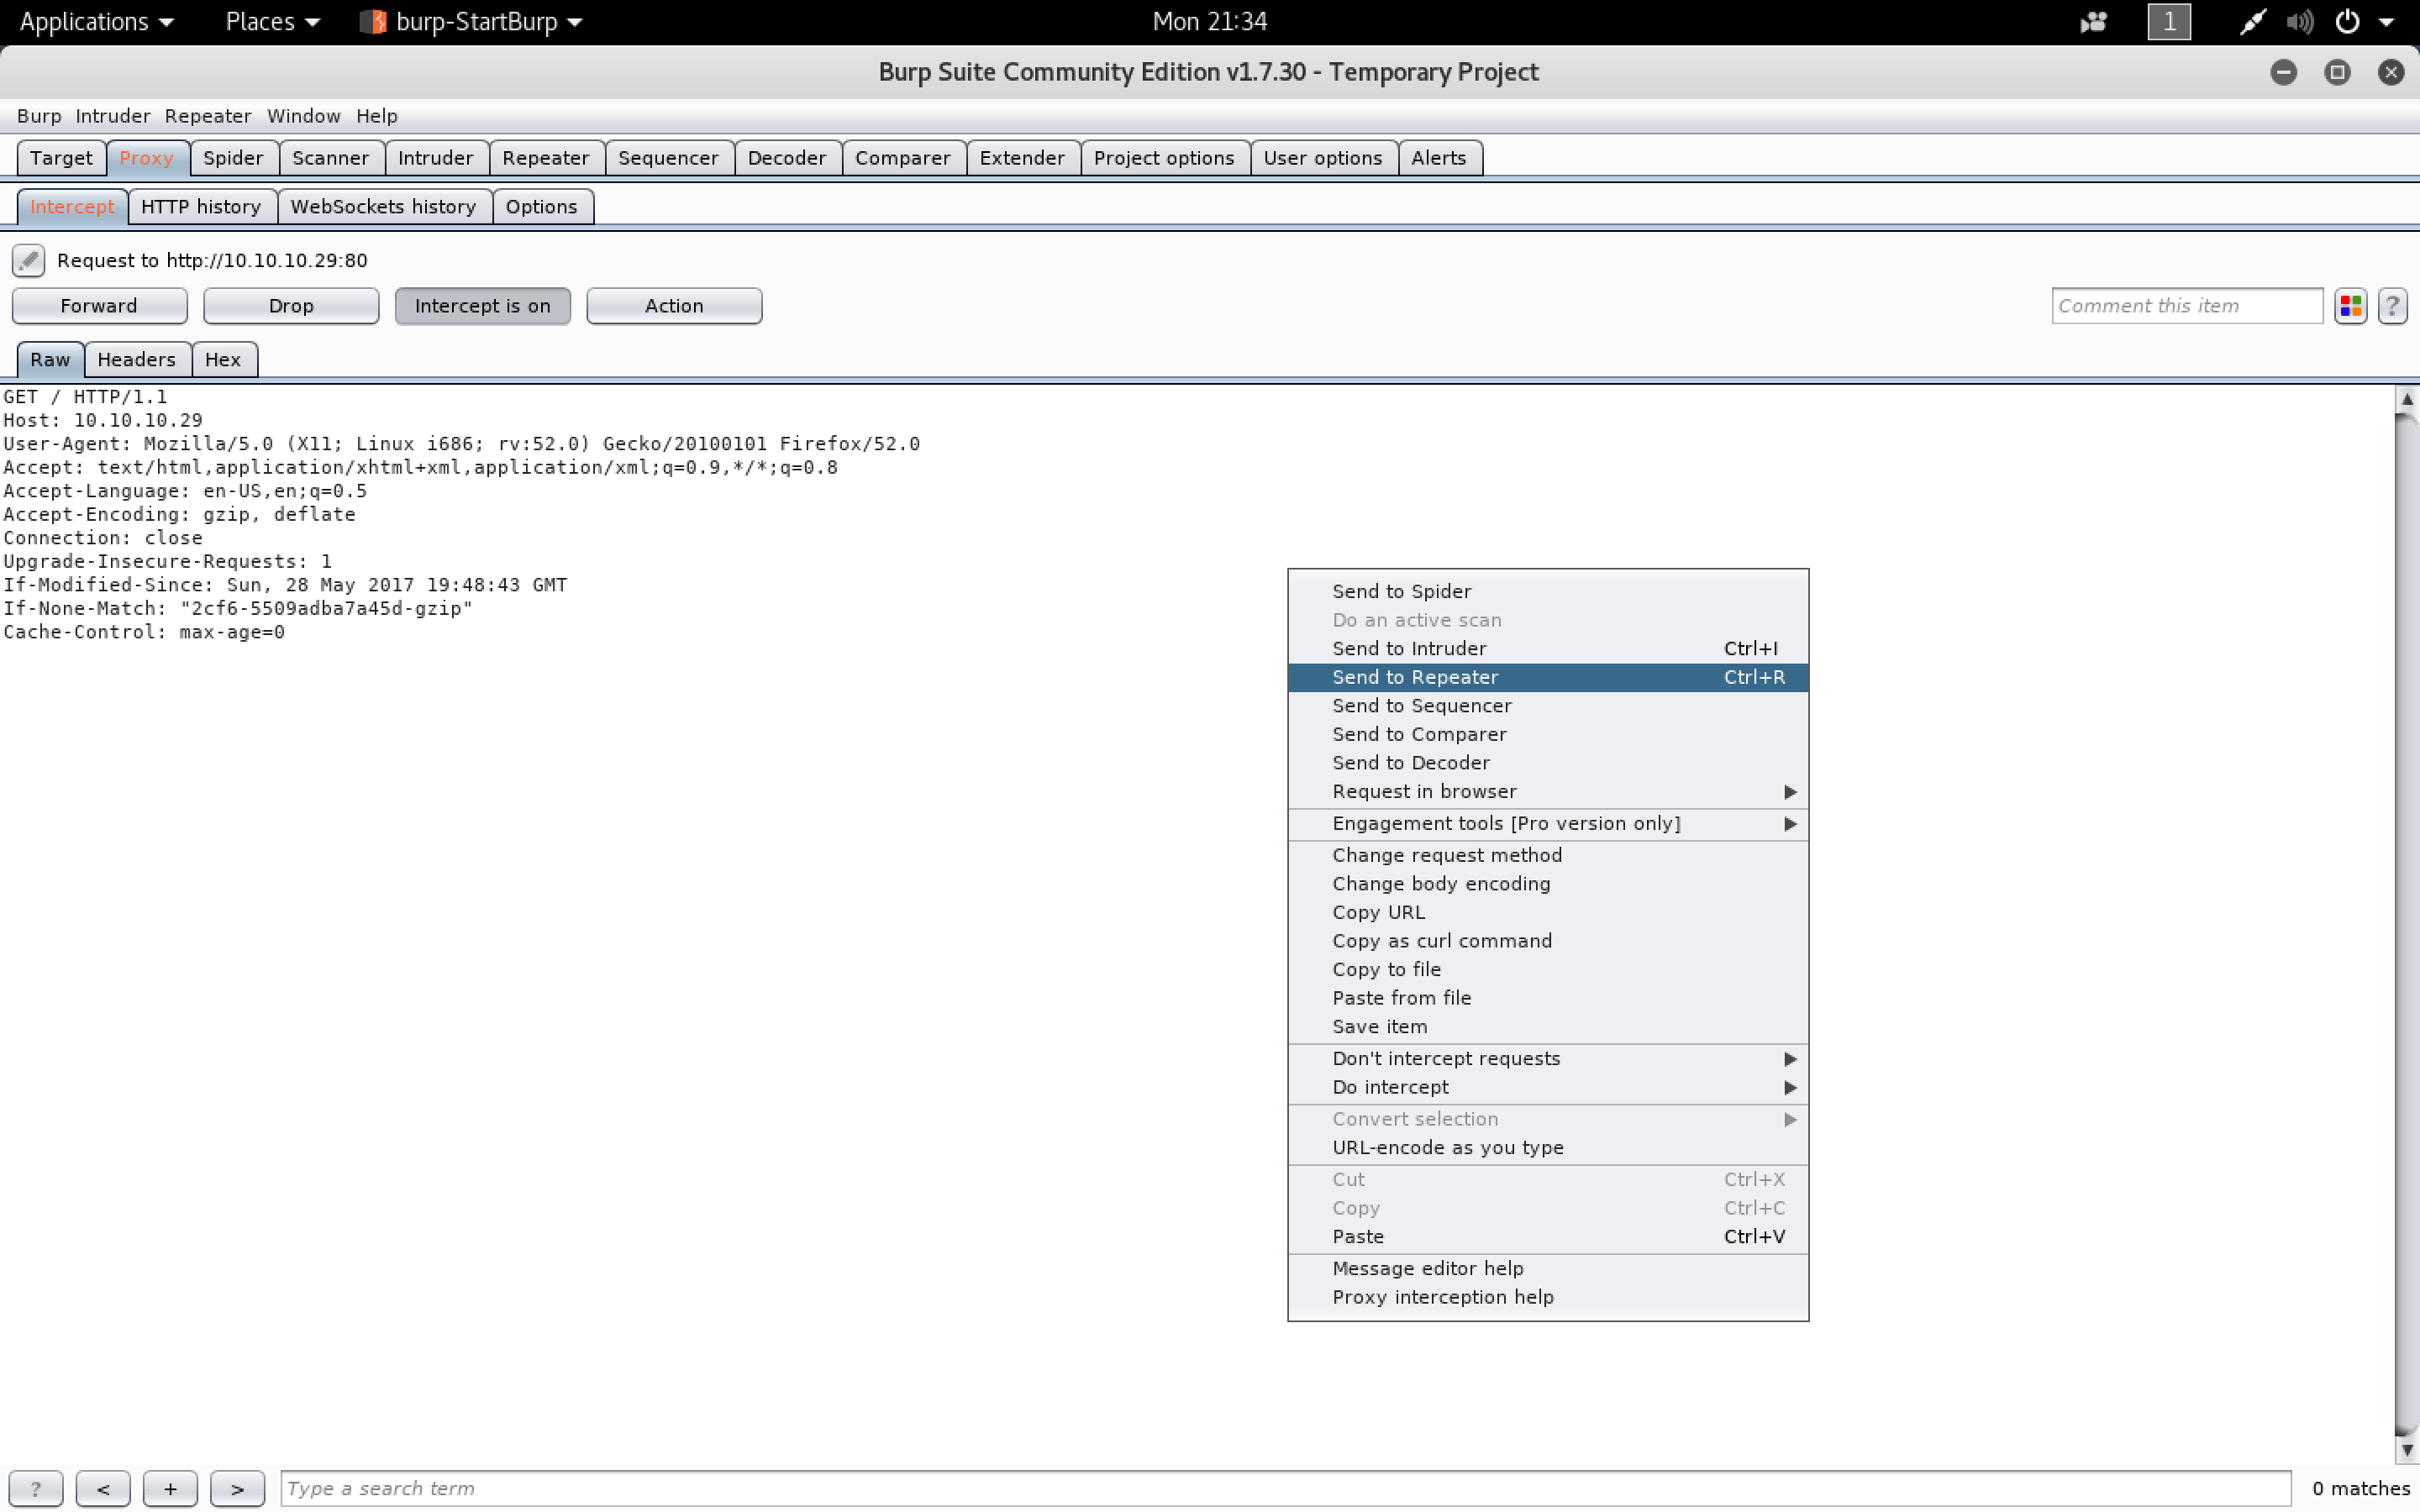 Applications Places burp-StartBurp Mon 21:34 1
Burp Suite Community Edition v1.7.30 - Temporary Project
Burp Intruder Repeater Window Help
Target Proxy Spider Scanner Intruder Repeater Sequencer Decoder Comparer Extender Project options User options Alerts
Intercept HTTP history WebSockets history Options
Request to http://10.10.10.29:80
Forward Drop Intercept is on Action Comment this item ?
Raw Headers Hex
GET / HTTP/1.1
Host: 10.10.10.29
User-Agent: Mozilla/5.0 (X11; Linux i686; rv:52.0) Gecko/20100101 Firefox/52.0
Accept: text/html,application/xhtml+xml,application/xml;q=0.9,*/*;q=0.8
Accept-Language: en-US,en;q=0.5
Accept-Encoding: gzip, deflate
Connection: close
Upgrade-Insecure-Requests: 1
If-Modified-Since: Sun, 28 May 2017 19:48:43 GMT
If-None-Match: "2cf6-5509adba7a45d-gzip"
Cache-Control: max-age=0
Send to Spider
Do an active scan
Send to Intruder Ctrl+I
Send to Repeater Ctrl+R
Send to Sequencer
Send to Comparer
Send to Decoder
Request in browser
Engagement tools [Pro version only]
Change request method
Change body encoding
Copy URL
Copy as curl command
Copy to file
Paste from file
Save item
Don't intercept requests
Do intercept
Convert selection
URL-encode as you type
Cut Ctrl+X
Copy Ctrl+C
Paste Ctrl+V
Message editor help
Proxy interception help
? < + > Type a search term 0 matches